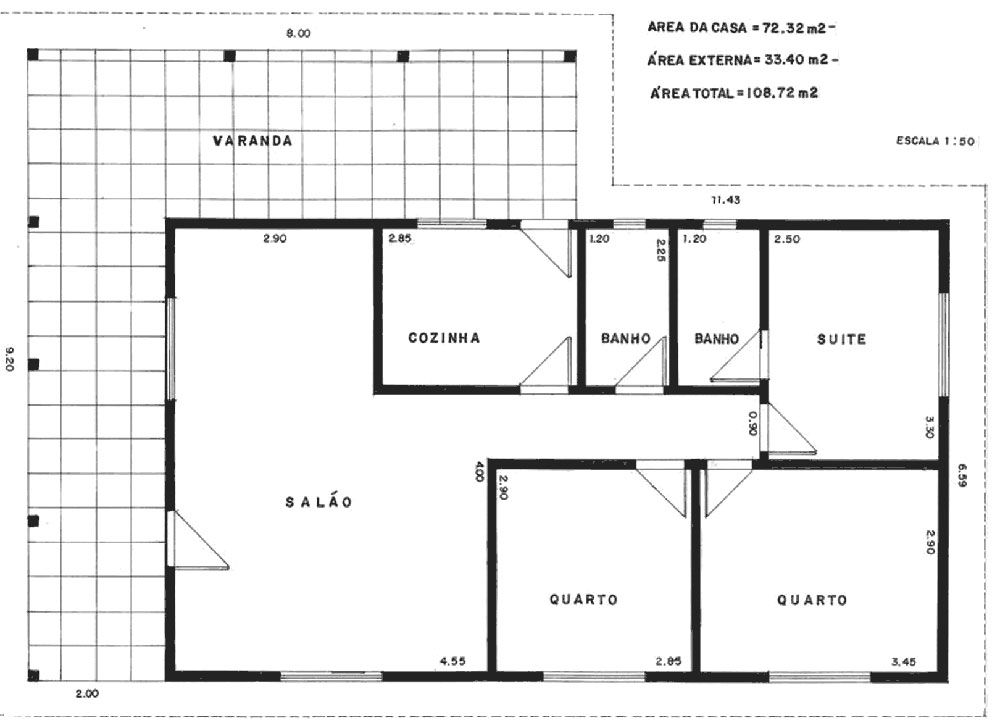 8.00
AREA DA CASA = 72.32 m2 -
ÁREA EXTERNA = 33.40 m2 -
ÁREA TOTAL = 108.72 m2
ESCALA 1:50
VARANDA
11.43
2.90
2.85
1.20
2.25
1.20
2.50
COZINHA
BANHO
BANHO
SUITE
9.20
0.90
3.30
4.00
2.90
6.59
SALÃO
2.90
QUARTO
QUARTO
4.55
2.85
3.45
2.00